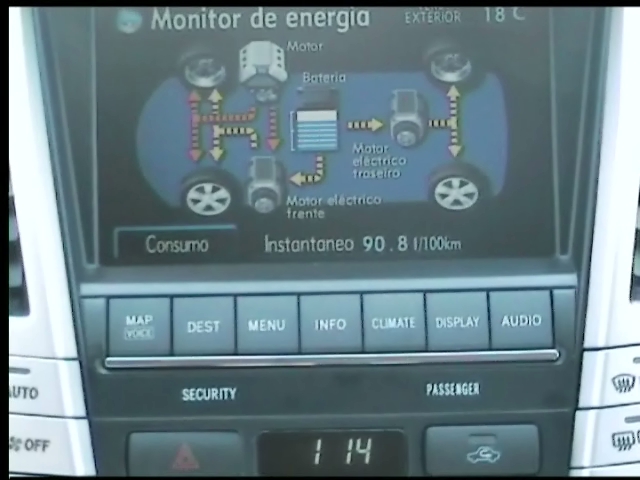 Monitor de energía
EXTERIOR 18 C
Motor
Batería
Motor
eléctrico
traseiro
Motor eléctrico
frente
Consumo Instantaneo 90.8 l/100km
MAP
VOICE
DEST
MENU
INFO
CLIMATE
DISPLAY
AUDIO
AUTO
SECURITY
PASSENGER
OFF
1 14